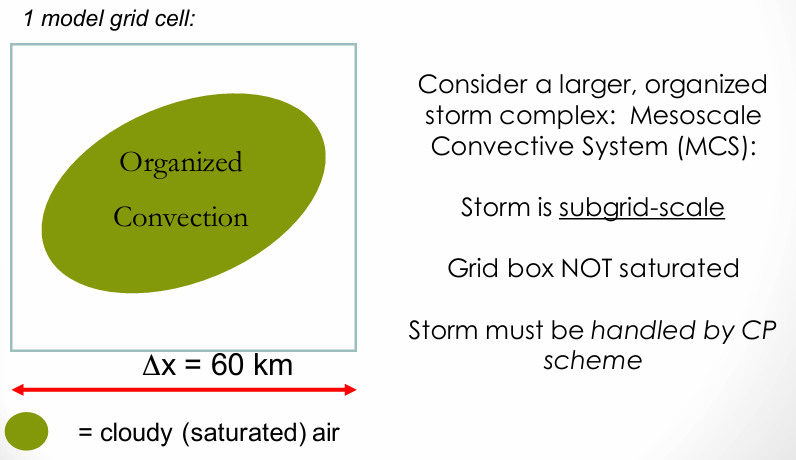 1 model grid cell:
Organized
Convection
Δx = 60 km
= cloudy (saturated) air
Consider a larger, organized
storm complex: Mesoscale
Convective System (MCS):
Storm is subgrid-scale
Grid box NOT saturated
Storm must be handled by CP
scheme